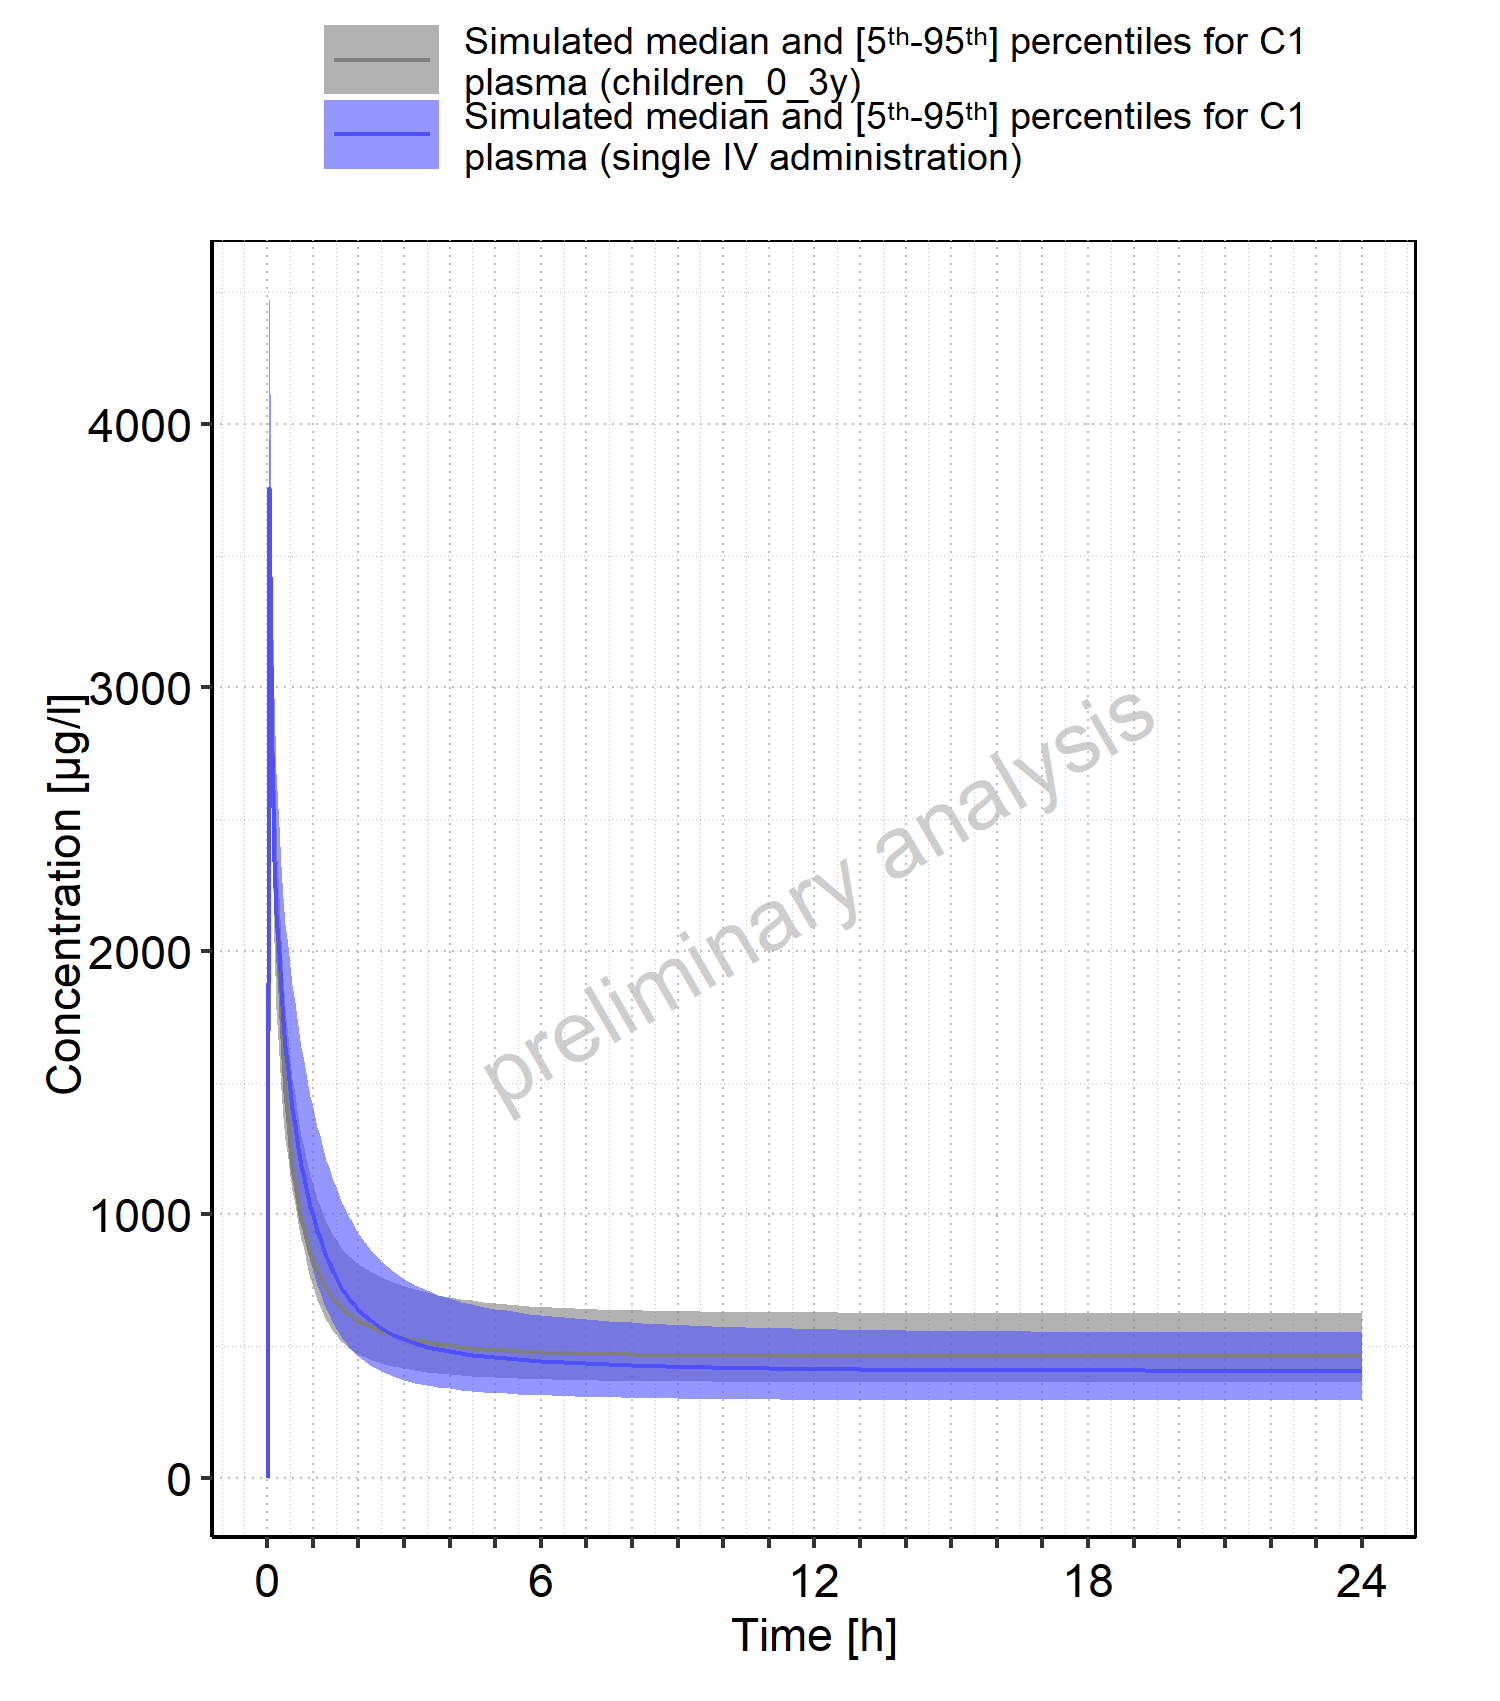 Simulated median and [5th-95th] percentiles for C1
plasma (children_0_3y)
Simulated median and [5th-95th] percentiles for C1
plasma (single IV administration)
4000
3000
2000
1000
0
Concentration [µg/l]
preliminary analysis
0 6 12 18 24
Time [h]